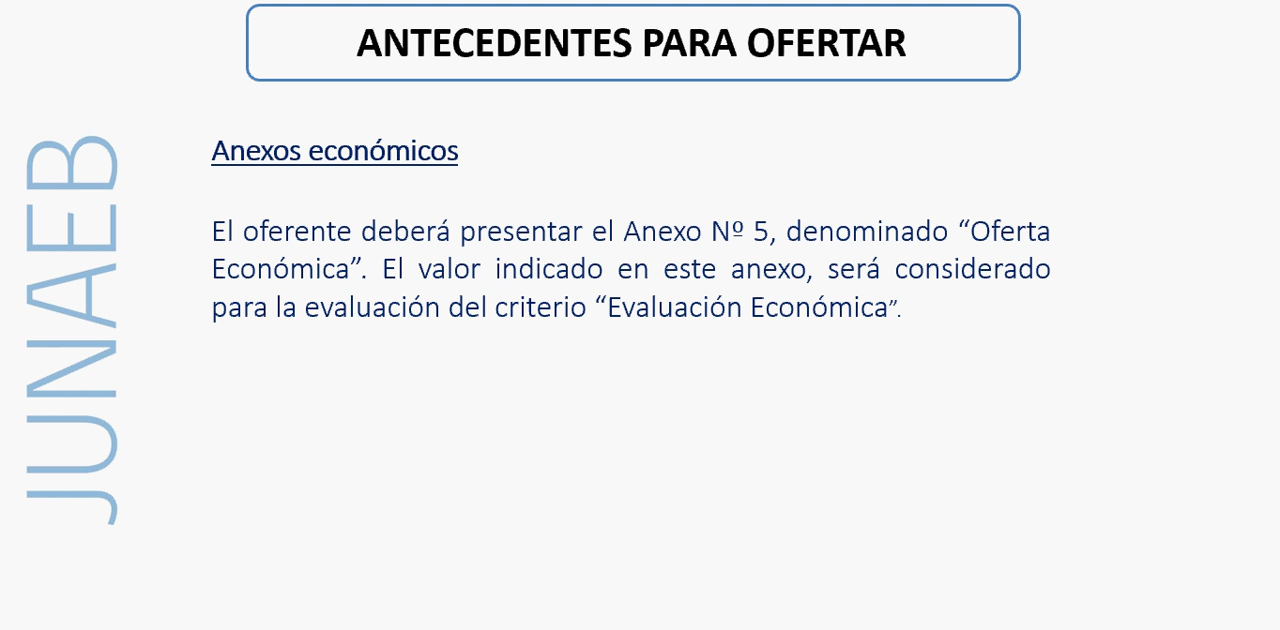 ANTECEDENTES PARA OFERTAR
JUNAEB
Anexos económicos
El oferente deberá presentar el Anexo Nº 5, denominado “Oferta
Económica”. El valor indicado en este anexo, será considerado
para la evaluación del criterio “Evaluación Económica”.